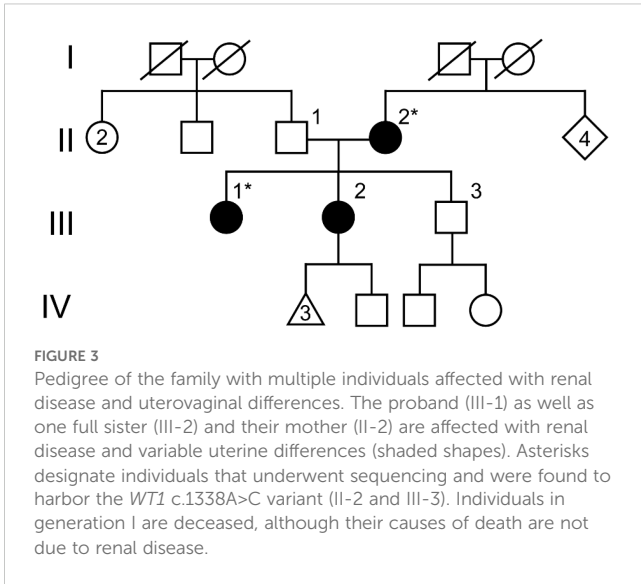 I
1
2*
II
2
4
1*
2
3
III
IV
3
FIGURE 3
Pedigree of the family with multiple individuals affected with renal
disease and uterovaginal differences. The proband (III-1) as well as
one full sister (III-2) and their mother (II-2) are affected with renal
disease and variable uterine differences (shaded shapes). Asterisks
designate individuals that underwent sequencing and were found to
harbor the WT1 c.1338A>C variant (II-2 and III-3). Individuals in
generation I are deceased, although their causes of death are not
due to renal disease.